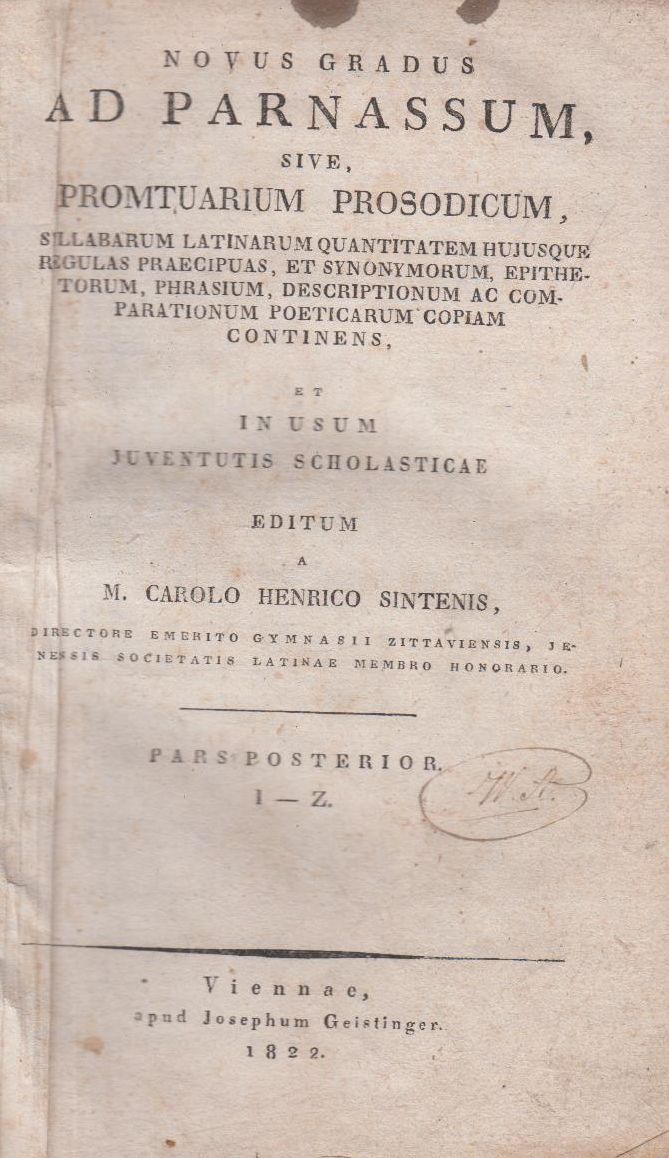 NOVUS GRADUS
AD PARNASSUM,
SIVE,
PROMTUARIUM PROSODICUM,
SYLLABARUM LATINARUM QUANTITATEM HUJUSQUE
REGULAS PRAECIPUAS, ET SYNONYMORUM, EPITHE-
TORUM, PHRASIUM, DESCRIPTIONUM AC COM-
PARATIONUM POETICARUM COPIAM
CONTINENS,
ET
IN USUM
JUVENTUTIS SCHOLASTICAE
EDITUM
A
M. CAROLO HENRICO SINTENIS,
DIRECTORE EMERITO GYMNASII ZITTAVIENSIS, JE-
NENSIS SOCIETATIS LATINAE MEMBRO HONORARIO.
PARS POSTERIOR.
I — Z.
Viennae,
apud Josephum Geistinger.
1822.